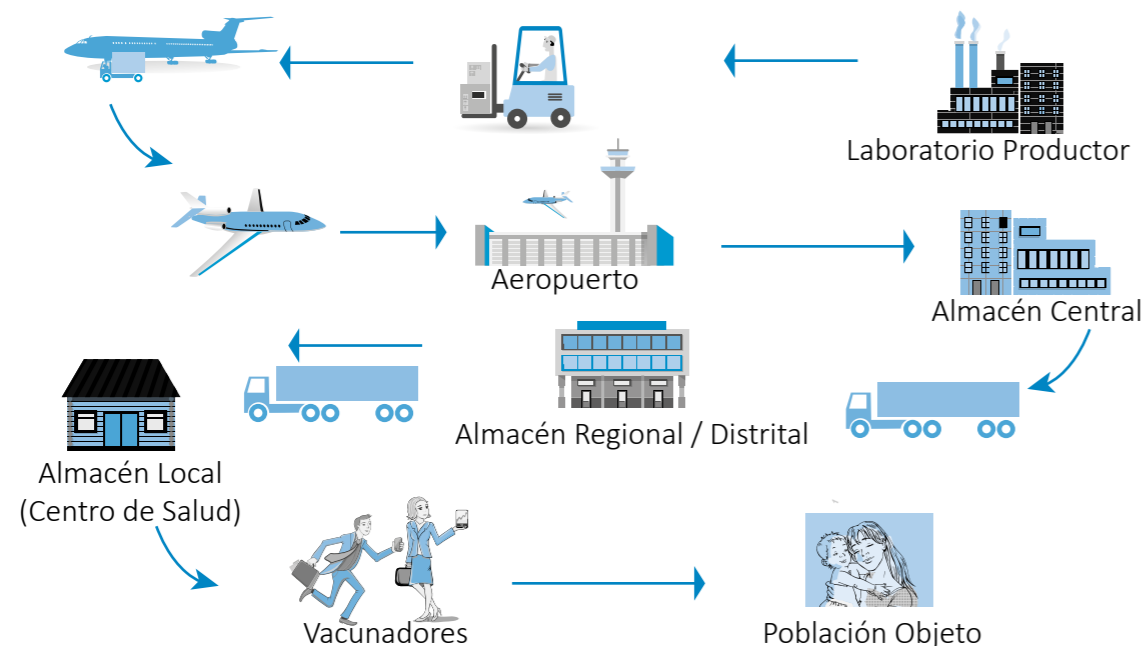 Laboratorio Productor
Aeropuerto
Almacén Central
Almacén Regional / Distrital
Almacén Local
(Centro de Salud)
Vacunadores
Población Objeto